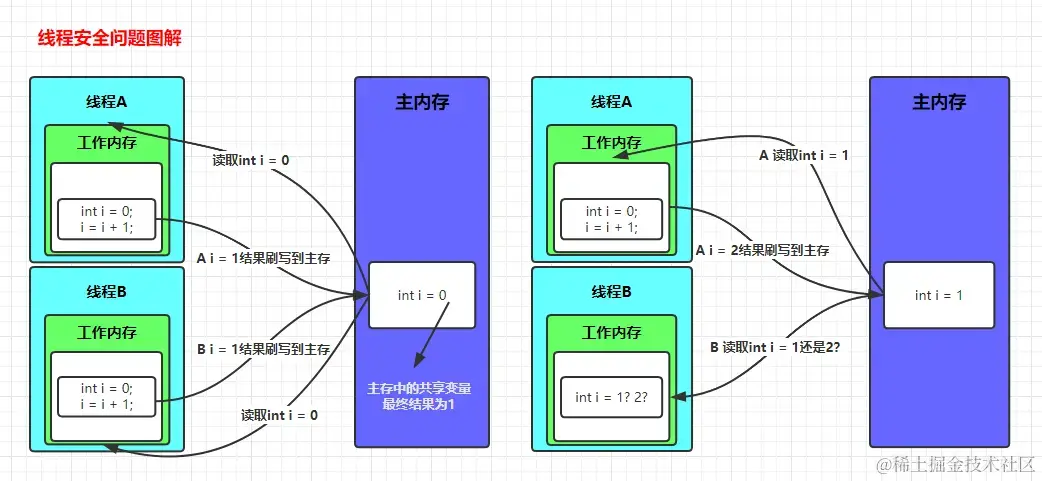 线程安全问题图解
线程A
工作内存
int i = 0;
i = i + 1;
读取int i = 0
A i = 1结果刷写到主存
线程B
工作内存
int i = 0;
i = i + 1;
B i = 1结果刷写到主存
读取int i = 0
主内存
int i = 0
主存中的共享变量
最终结果为1
线程A
工作内存
int i = 0;
i = i + 1;
A 读取int i = 1
A i = 2结果刷写到主存
线程B
工作内存
int i = 1? 2?
B 读取int i = 1还是2?
主内存
int i = 1
@稀土掘金技术社区